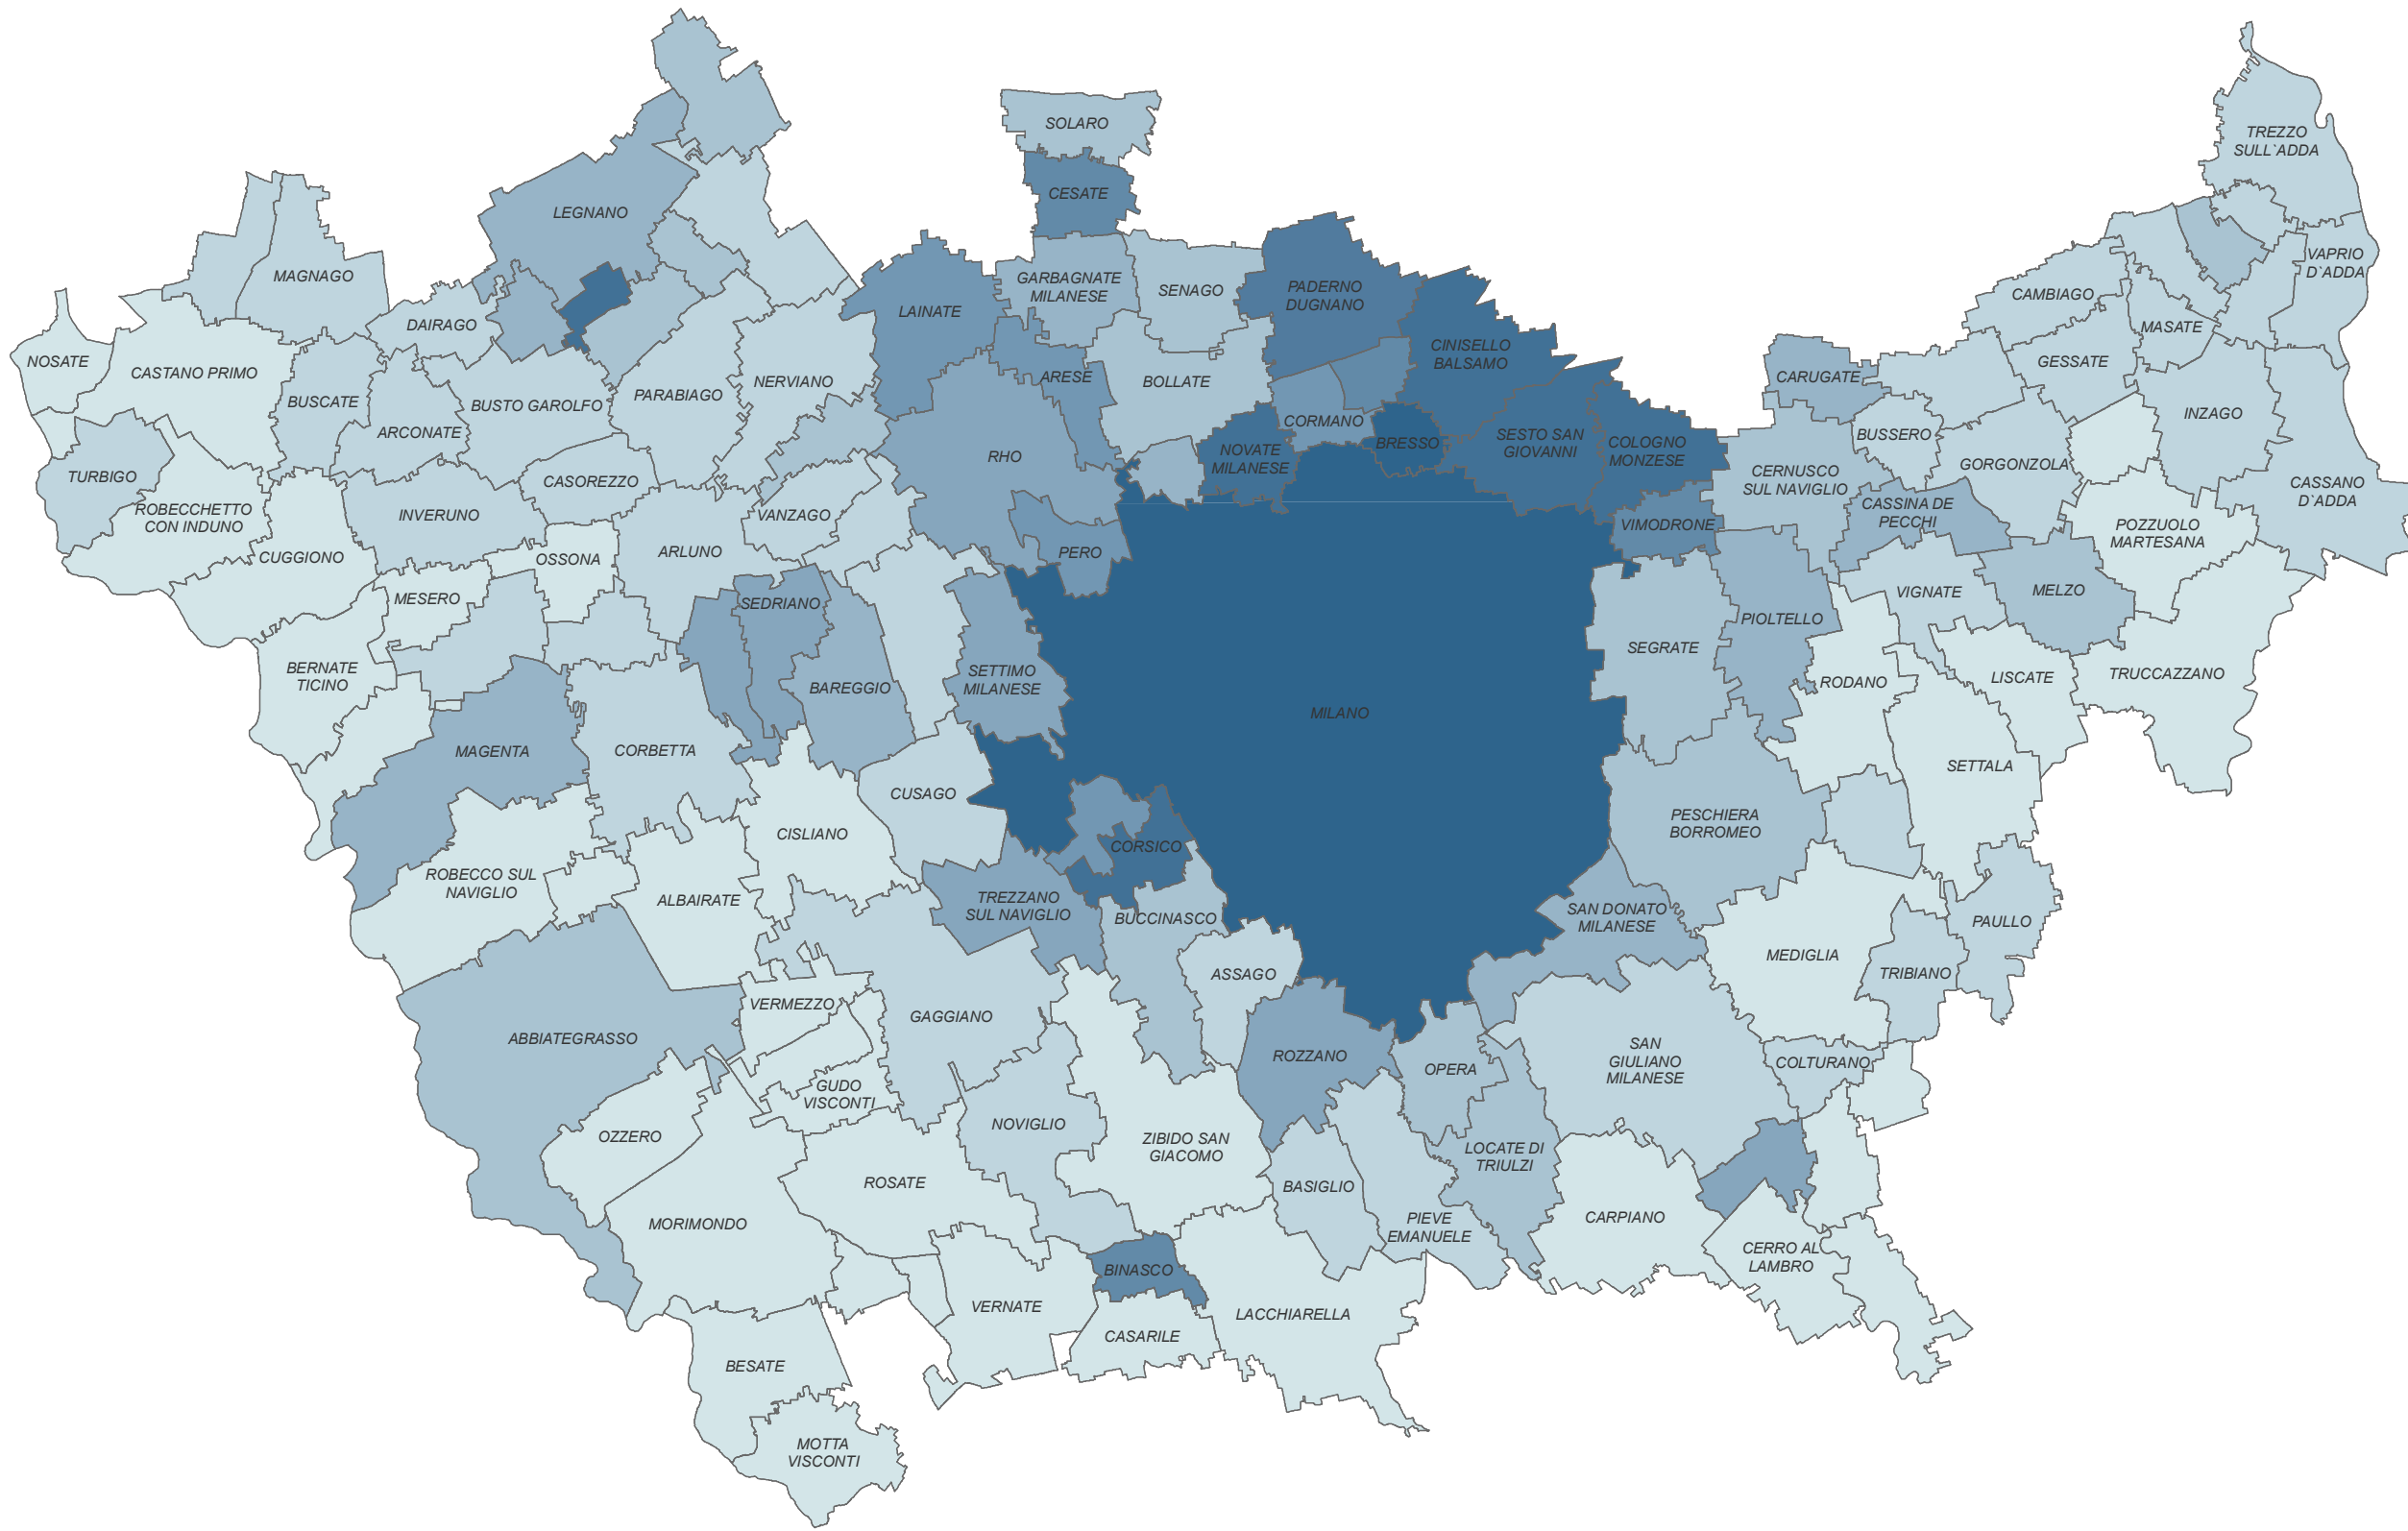 SOLARO
TREZZO
SULL`ADDA
CESATE
LEGNANO
VAPRIO
D`ADDA
MAGNAGO
GARBAGNATE
MILANESE
SENAGO
PADERNO
DUGNANO
CAMBIAGO
LAINATE
DAIRAGO
MASATE
CINISELLO
BALSAMO
NOSATE
CASTANO PRIMO
GESSATE
ARESE
CARUGATE
BOLLATE
NERVIANO
PARABIAGO
BUSCATE
BUSTO GAROLFO
INZAGO
CORMANO
ARCONATE
BUSSERO
SESTO SAN
GIOVANNI
COLOGNO
MONZESE
BRESSO
NOVATE
MILANESE
RHO
GORGONZOLA
CERNUSCO
SUL NAVIGLIO
TURBIGO
CASOREZZO
CASSANO
D`ADDA
ROBECCHETTO
CON INDUNO
INVERUNO
VANZAGO
CASSINA DE
PECCHI
VIMODRONE
POZZUOLO
MARTESANA
CUGGIONO
OSSONA
ARLUNO
PERO
MESERO
SEDRIANO
VIGNATE
MELZO
PIOLTELLO
SEGRATE
BERNATE
TICINO
SETTIMO
MILANESE
BAREGGIO
RODANO
LISCATE
TRUCCAZZANO
MILANO
MAGENTA
CORBETTA
SETTALA
CUSAGO
CISLIANO
PESCHIERA
BORROMEO
CORSICO
ROBECCO SUL
NAVIGLIO
ALBAIRATE
TREZZANO
SUL NAVIGLIO
BUCCINASCO
SAN DONATO
MILANESE
PAULLO
MEDIGLIA
ASSAGO
TRIBIANO
VERMEZZO
GAGGIANO
ABBIATEGRASSO
ROZZANO
OPERA
SAN
GIULIANO
MILANESE
COLTURANO
GUDO
VISCONTI
NOVIGLIO
OZZERO
ZIBIDO SAN
GIACOMO
LOCATE DI
TRIULZI
ROSATE
BASIGLIO
MORIMONDO
PIEVE
EMANUELE
CARPIANO
CERRO AL
LAMBRO
BINASCO
VERNATE
LACCHIARELLA
CASARILE
BESATE
MOTTA
VISCONTI